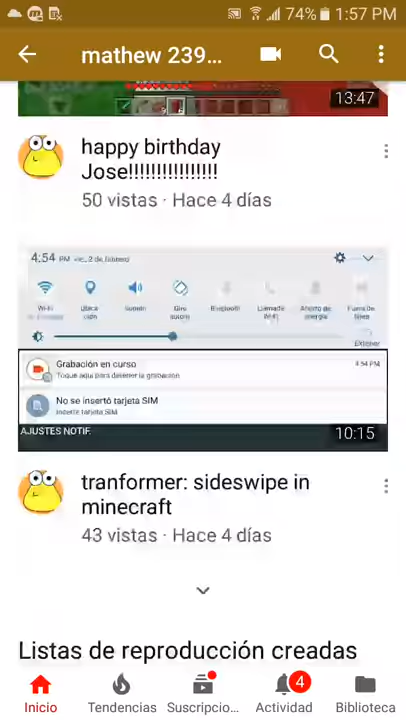 74% 1:57 PM
mathew 239...
13:47
happy birthday
Jose!!!!!!!!!!!!!!!!!
50 vistas · Hace 4 días
4:54 PM vie., 2 de febrero
Wi-Fi
Ubica
ción
Sonido
Giro
autom
Bluetooth
Llamada
Wi-Fi
Ahorro de
energía
Fuera de
línea
Exterior
Grabación en curso
4:54 PM
Toque aquí para detener la grabación
No se insertó tarjeta SIM
Inserte tarjeta SIM
AJUSTES NOTIF.
10:15
tranformer: sideswipe in
minecraft
43 vistas · Hace 4 días
Listas de reproducción creadas
4
Inicio
Tendencias
Suscripcio...
Actividad
Biblioteca